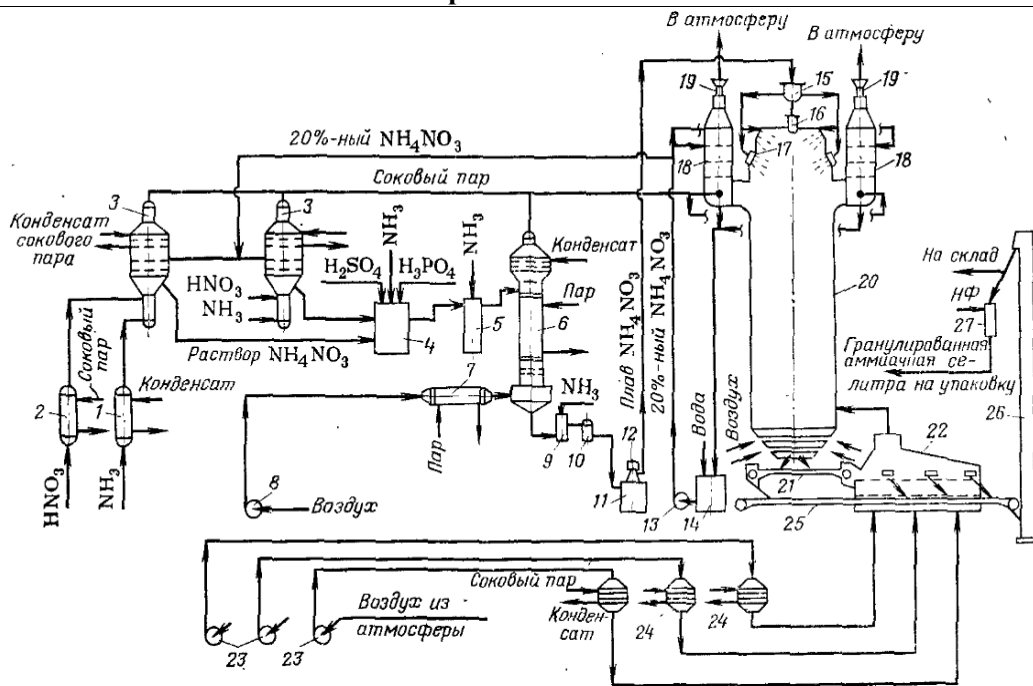 В атмосферу
В атмосферу
19
15
19
16
20%-ный NH₄NO₃
17
18
18
Соковый пар
3
3
Конденсат
сокового
пара
NH₃
NH₃
Конденсат
На склад
H₂SO₄
H₃PO₄
HNO₃
NH₃
Пар
НФ
20
27
4
5
6
Раствор NH₄NO₃
Плав NH₄NO₃
20%-ный NH₄NO₃
Гранулированная
аммиачная се-
литра на упаковку
Соковый
пар
Конденсат
7
NH₃
Вода
Воздух
26
2
1
22
Пар
12
9
10
21
8
11
13
14
25
HNO₃
NH₃
Воздух
Соковый пар
Воздух из
атмосферы
Конден-
сат
24
24
23
23